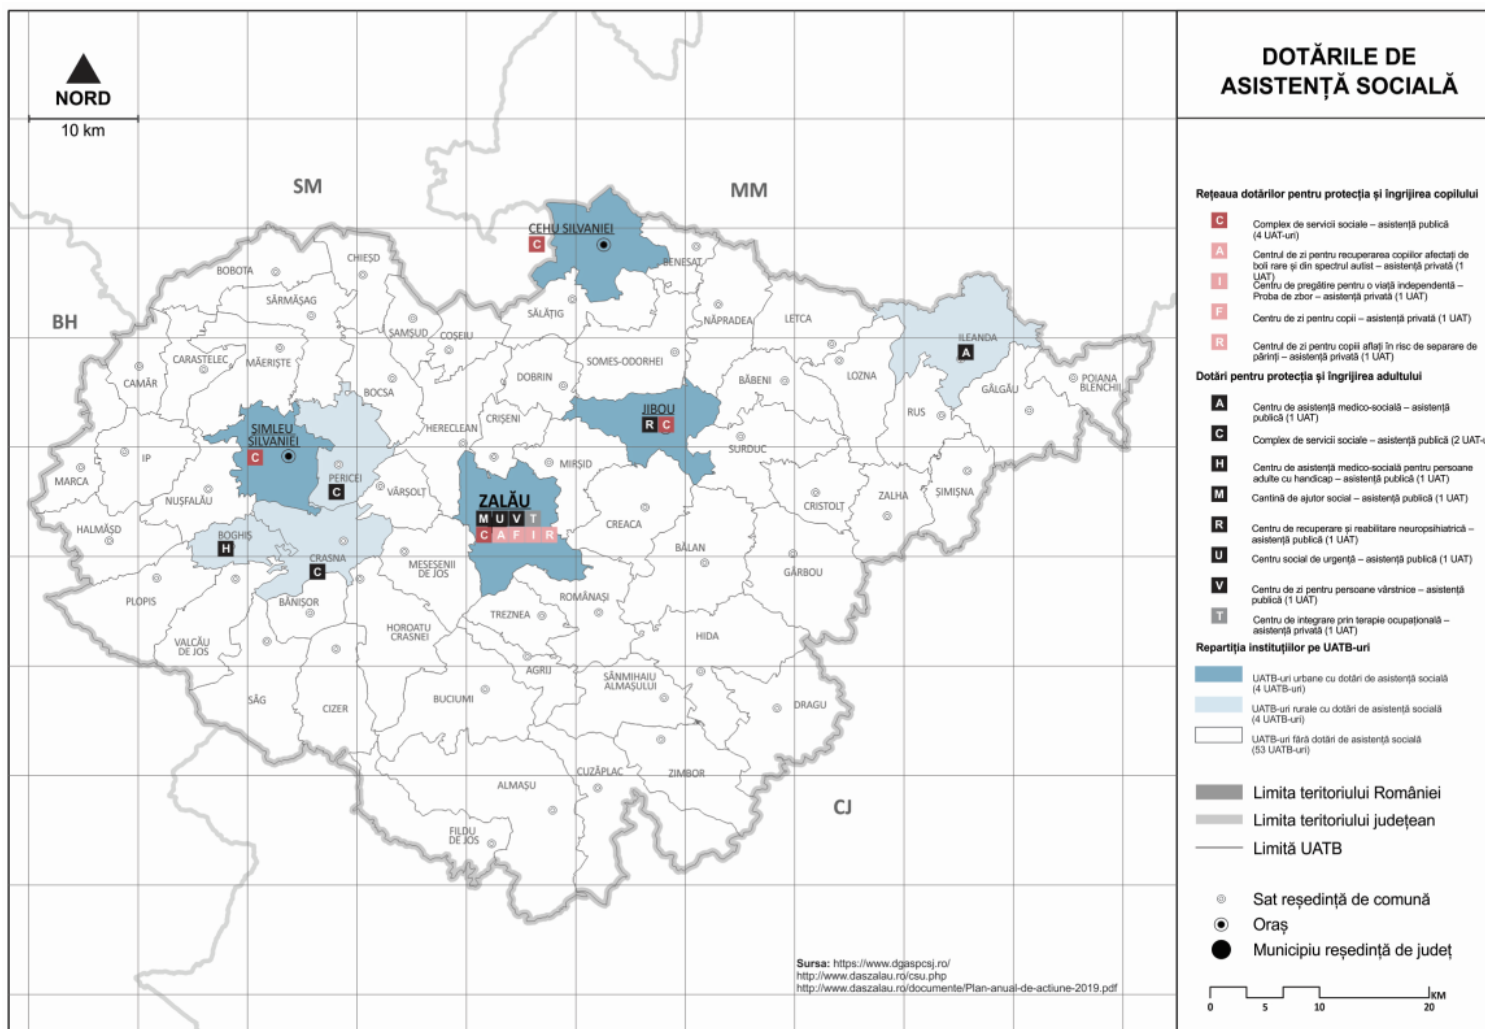 NORD
10 km
SM
MM
BH
CJ
CEHU SILVANIEI
C
BENESAT
BOBOTA
CHIEȘD
SĂRMĂȘAG
SĂLĂȚIG
SAMȘUD
COȘEIU
NĂPRADEA
LETCA
ILEANDA
A
CARASTELEC
MĂERIȘTE
SOMEȘ-ODORHEI
CAMĂR
BOCȘA
DOBRIN
BĂBENI
LOZNA
GÂLGĂU
POIANA
BLENCHII
RUS
JIBOU
R C
CRIȘENI
HERECLEAN
ȘIMLEU
SILVANIEI
C
IP
MARCA
PERICEI
C
VÂRȘOLȚ
MIRȘID
SURDUC
NUȘFALĂU
ZALĂU
M U V T
C A F I R
CREACA
CRISTOLȚ
ZALHA
ȘIMIȘNA
HALMĂȘD
BOGHIȘ
H
CRASNA
C
MESEȘENII
DE JOS
BĂLAN
GÂRBOU
PLOPIȘ
BĂNIȘOR
ROMÂNAȘI
TREZNEA
HOROATU
CRASNEI
HIDA
VALCĂU
DE JOS
AGRIJ
SÂNMIHAIU
ALMAȘULUI
SÂG
CIZER
BUCIUMI
DRAGU
CUZĂPLAC
ZIMBOR
ALMAȘU
FILDU
DE JOS
Sursa: https://www.dgaspcsj.ro/
http://www.daszalau.ro/csu.php
http://www.daszalau.ro/documente/Plan-anual-de-actiune-2019.pdf
DOTĂRILE DE
ASISTENȚĂ SOCIALĂ
Rețeaua dotărilor pentru protecția și îngrijirea copilului
C Complex de servicii sociale – asistență publică
(4 UAT-uri)
A Centrul de zi pentru recuperarea copiilor afectați de
boli rare și din spectrul autist – asistență privată (1
UAT)
I Centru de pregătire pentru o viață independentă –
Proba de zbor – asistență privată (1 UAT)
F Centru de zi pentru copii – asistență privată (1 UAT)
R Centrul de zi pentru copiii aflați în risc de separare de
părinți – asistență privată (1 UAT)
Dotări pentru protecția și îngrijirea adultului
A Centru de asistență medico-socială – asistență
publică (1 UAT)
C Complex de servicii sociale – asistență publică (2 UAT-u
H Centru de asistență medico-socială pentru persoane
adulte cu handicap – asistență publică (1 UAT)
M Cantină de ajutor social – asistență publică (1 UAT)
R Centru de recuperare și reabilitare neuropsihiatrică –
asistență publică (1 UAT)
U Centru social de urgență – asistență publică (1 UAT)
V Centru de zi pentru persoane vârstnice – asistență
publică (1 UAT)
T Centru de integrare prin terapie ocupațională –
asistență privată (1 UAT)
Repartiția instituțiilor pe UATB-uri
UATB-uri urbane cu dotări de asistență socială
(4 UATB-uri)
UATB-uri rurale cu dotări de asistență socială
(4 UATB-uri)
UATB-uri fără dotări de asistență socială
(53 UATB-uri)
Limita teritoriului României
Limita teritoriului județean
Limită UATB
Sat reședință de comună
Oraș
Municipiu reședință de județ
KM
0 5 10 20